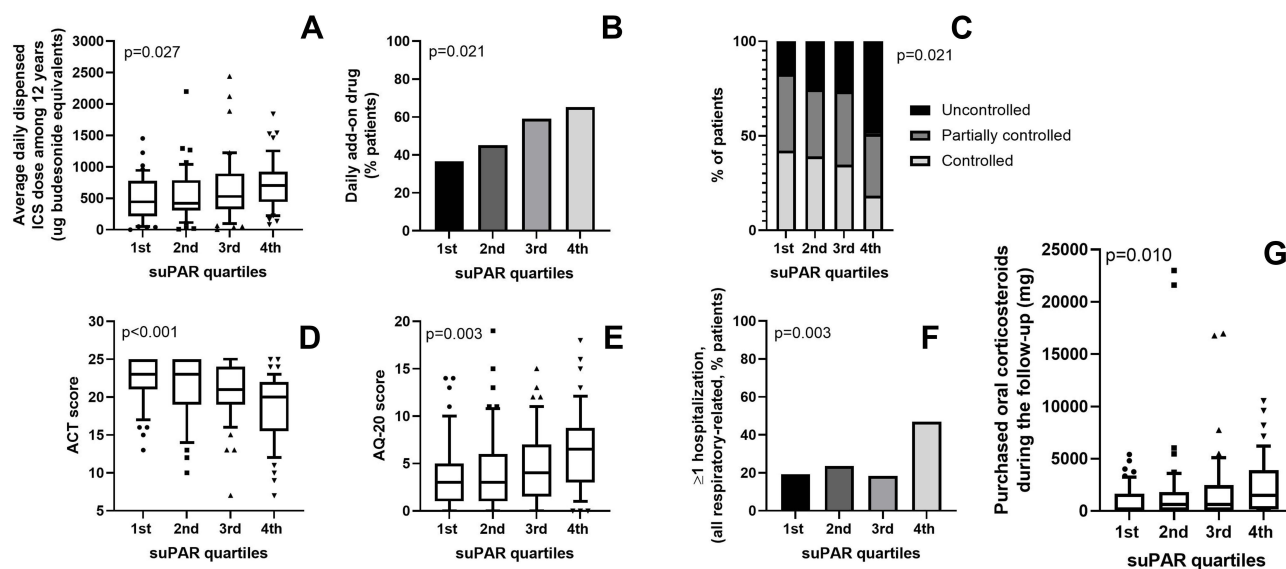 A
Average daily dispensed
ICS dose among 12 years
(ug budesonide equivalents)
p=0.027
3000
2500
2000
1500
1000
500
0
1st 2nd 3rd 4th
suPAR quartiles
B
Daily add-on drug
(% patients)
p=0.021
100
80
60
40
20
0
1st 2nd 3rd 4th
suPAR quartiles
C
% of patients
p=0.021
100
50
0
1st 2nd 3rd 4th
suPAR quartiles
Uncontrolled
Partially controlled
Controlled
D
ACT score
p<0.001
30
25
20
15
10
5
1st 2nd 3rd 4th
suPAR quartiles
E
AQ-20 score
p=0.003
20
15
10
5
0
1st 2nd 3rd 4th
suPAR quartiles
F
≥1 hospitalization,
(all respiratory-related, % patients)
p=0.003
100
80
60
40
20
0
1st 2nd 3rd 4th
suPAR quartiles
G
Purchased oral corticosteroids
during the follow-up (mg)
p=0.010
25000
20000
15000
10000
5000
0
1st 2nd 3rd 4th
suPAR quartiles